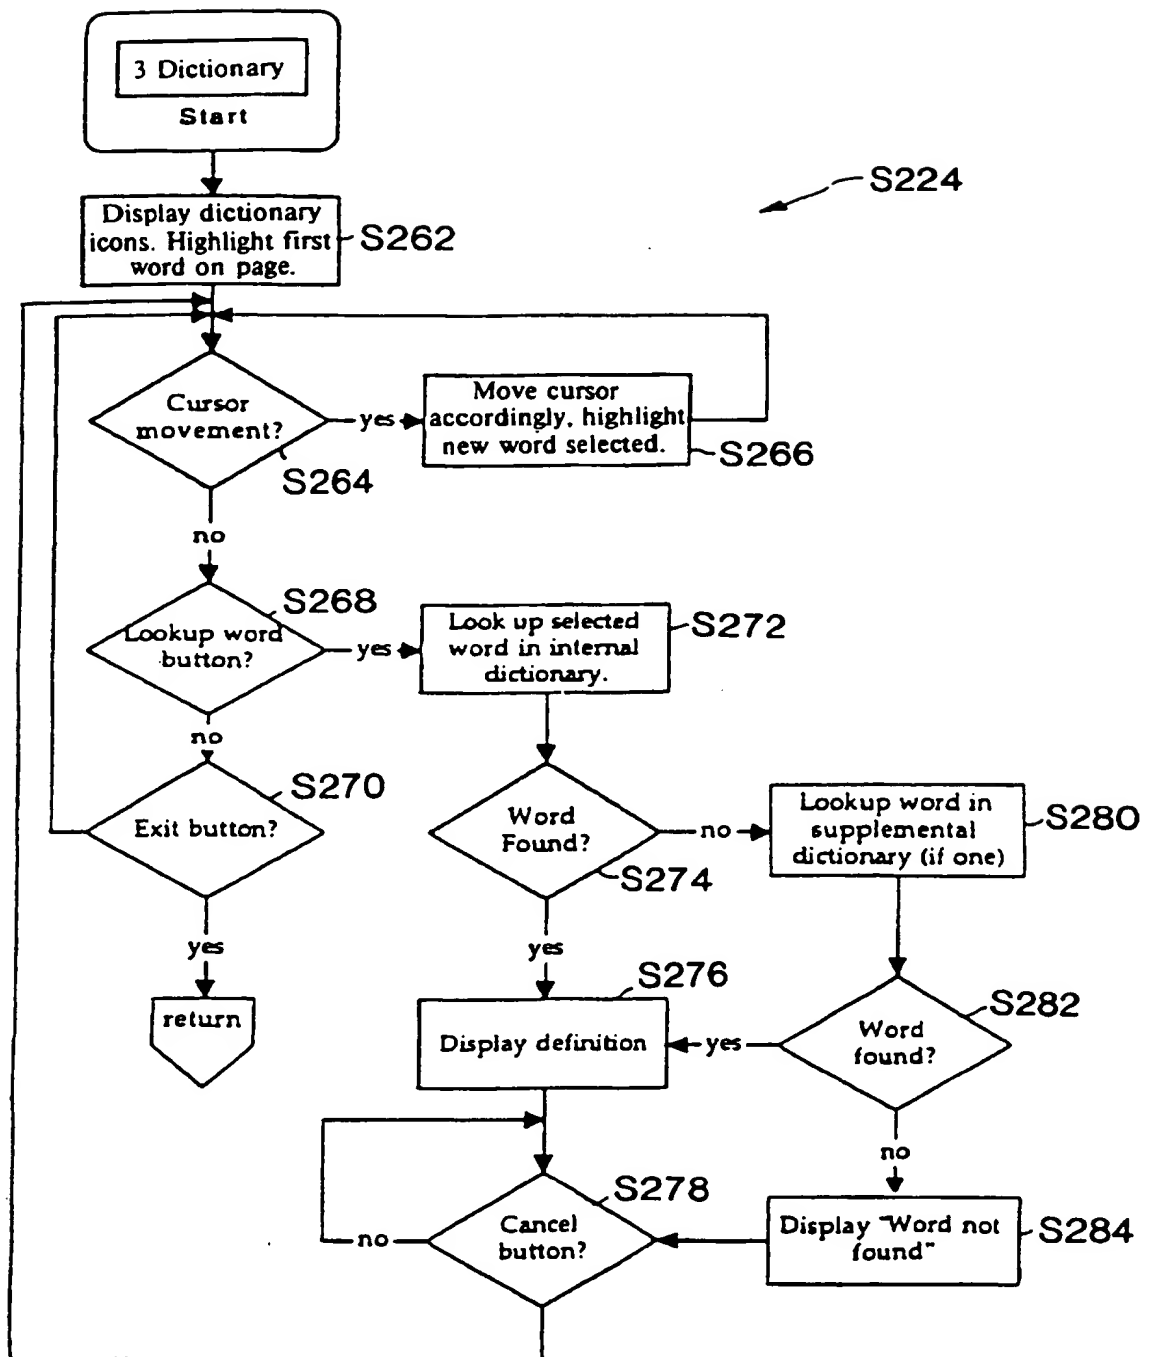 3 Dictionary
Start
S224
Display dictionary
icons. Highlight first
word on page.
S262
Cursor
movement?
S264
yes
Move cursor
accordingly, highlight
new word selected.
S266
no
Lookup word
button?
S268
yes
Look up selected
word in internal
dictionary.
S272
no
Exit button?
S270
Word
Found?
S274
no
Lookup word in
supplemental
dictionary (if one)
S280
yes
return
yes
Display definition
S276
yes
Word
found?
S282
no
Cancel
button?
S278
no
Display "Word not
found"
S284